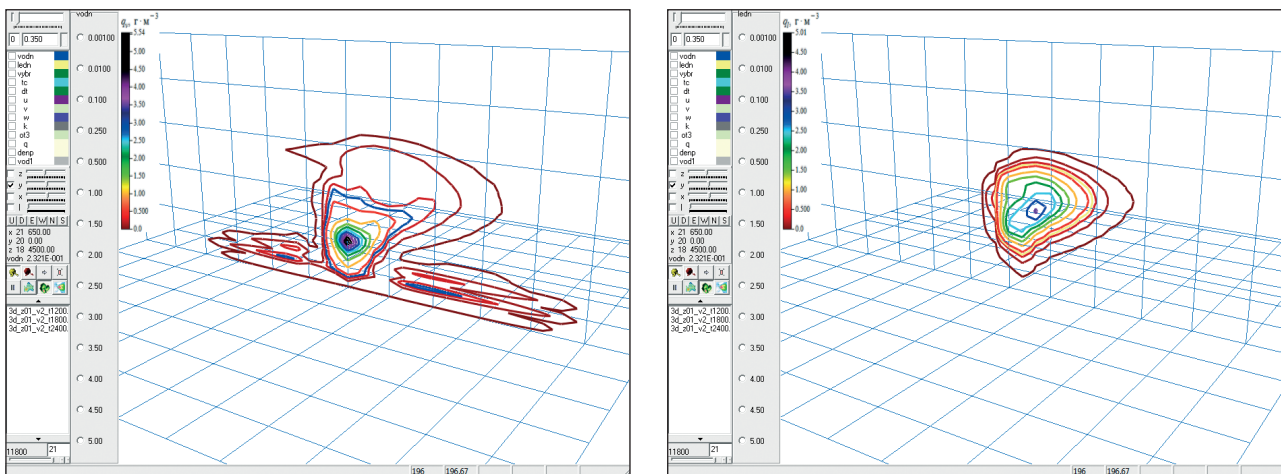 vodn
q, г·м⁻³
0 0.350
vodn
ledn
vybr
tc
dt
u
v
w
k
ot3
q
denp
vod1
z
y
x
l
U D E W N S
x 21 650.00
y 20 0.00
z 18 4500.00
vodn 2.321E-001
3d_z01_v2_t1200.
3d_z01_v2_t1800.
3d_z01_v2_t2400.
11800 21
0.00100
0.0100
0.100
0.250
0.500
1.00
1.50
2.00
2.50
3.00
3.50
4.00
4.50
5.00
5.54
5.00
4.50
4.00
3.50
3.00
2.50
2.00
1.50
1.00
0.500
0.0
196 196.67
ledn
q, г·м⁻³
0 0.350
vodn
ledn
vybr
tc
dt
u
v
w
k
ot3
q
denp
vod1
z
y
x
l
U D E W N S
x 21 650.00
y 20 0.00
z 18 4500.00
vodn 2.321E-001
3d_z01_v2_t1200.
3d_z01_v2_t1800.
3d_z01_v2_t2400.
11800 21
0.00100
0.0100
0.100
0.250
0.500
1.00
1.50
2.00
2.50
3.00
3.50
4.00
4.50
5.00
5.01
4.50
4.00
3.50
3.00
2.50
2.00
1.50
1.00
0.500
0.0
196 196.67